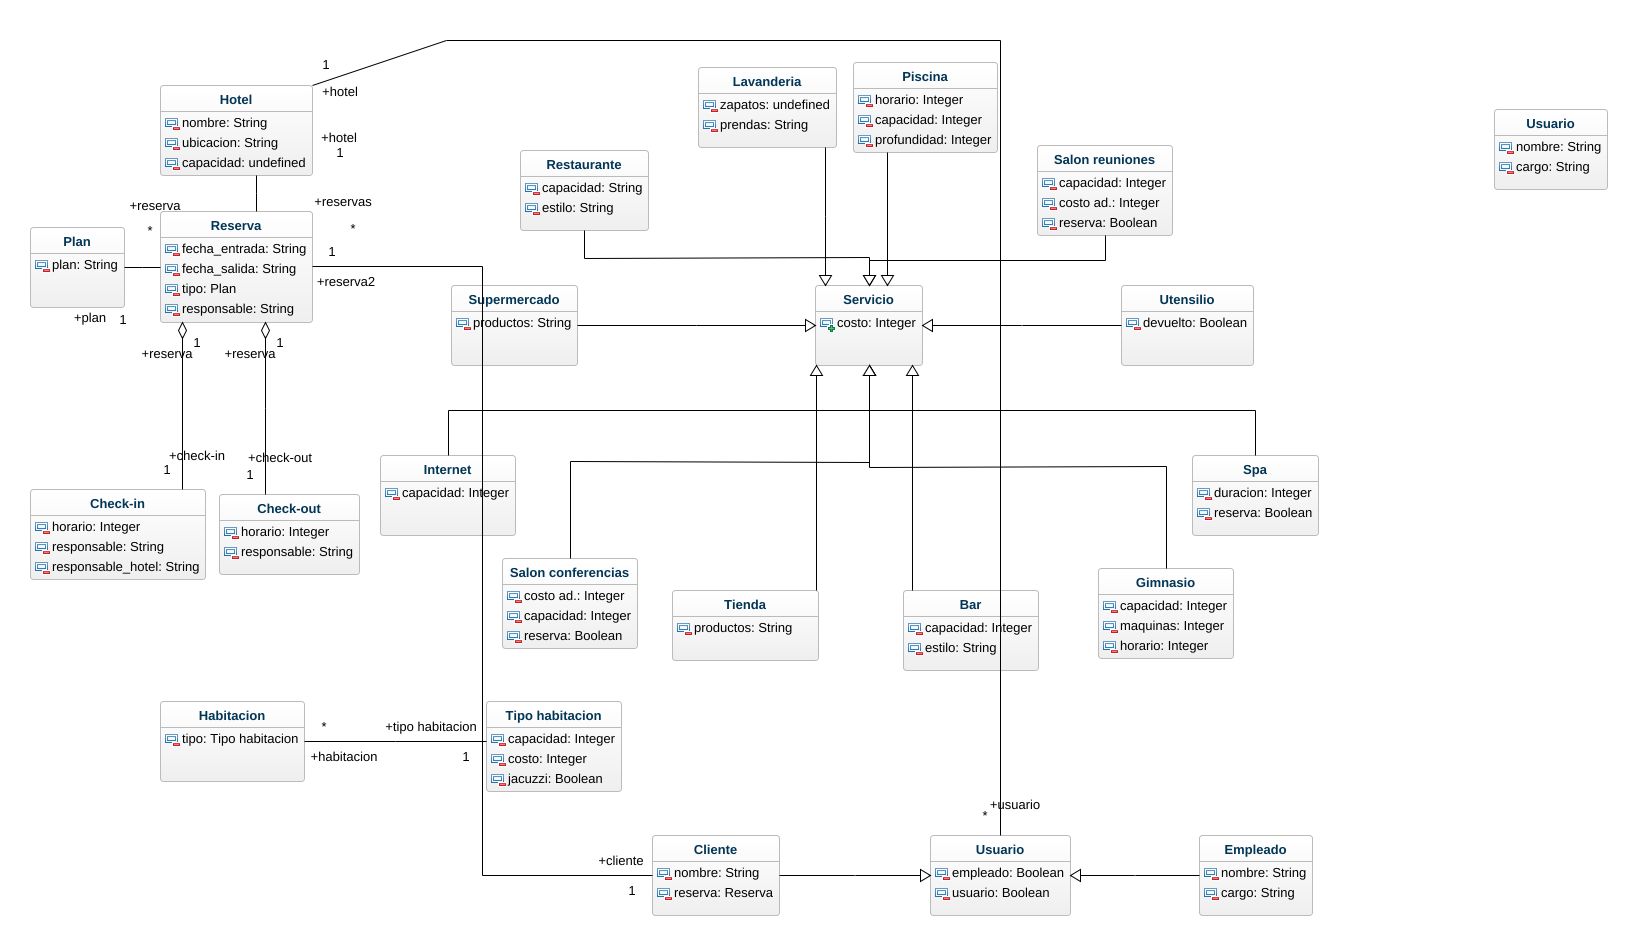 1
+hotel
Hotel
nombre: String
ubicacion: String
capacidad: undefined
+hotel
1
Lavanderia
zapatos: undefined
prendas: String
Piscina
horario: Integer
capacidad: Integer
profundidad: Integer
Restaurante
capacidad: String
estilo: String
Salon reuniones
capacidad: Integer
costo ad.: Integer
reserva: Boolean
Usuario
nombre: String
cargo: String
+reserva
*
+reservas
*
Plan
plan: String
+plan
1
Reserva
fecha_entrada: String
fecha_salida: String
tipo: Plan
responsable: String
1
+reserva2
Supermercado
productos: String
Servicio
costo: Integer
Utensilio
devuelto: Boolean
1
+reserva
1
+reserva
+check-in
1
+check-out
1
Check-in
horario: Integer
responsable: String
responsable_hotel: String
Check-out
horario: Integer
responsable: String
Internet
capacidad: Integer
Spa
duracion: Integer
reserva: Boolean
Salon conferencias
costo ad.: Integer
capacidad: Integer
reserva: Boolean
Tienda
productos: String
Bar
capacidad: Integer
estilo: String
Gimnasio
capacidad: Integer
maquinas: Integer
horario: Integer
Habitacion
tipo: Tipo habitacion
*
+habitacion
+tipo habitacion
1
Tipo habitacion
capacidad: Integer
costo: Integer
jacuzzi: Boolean
+usuario
*
+cliente
1
Cliente
nombre: String
reserva: Reserva
Usuario
empleado: Boolean
usuario: Boolean
Empleado
nombre: String
cargo: String